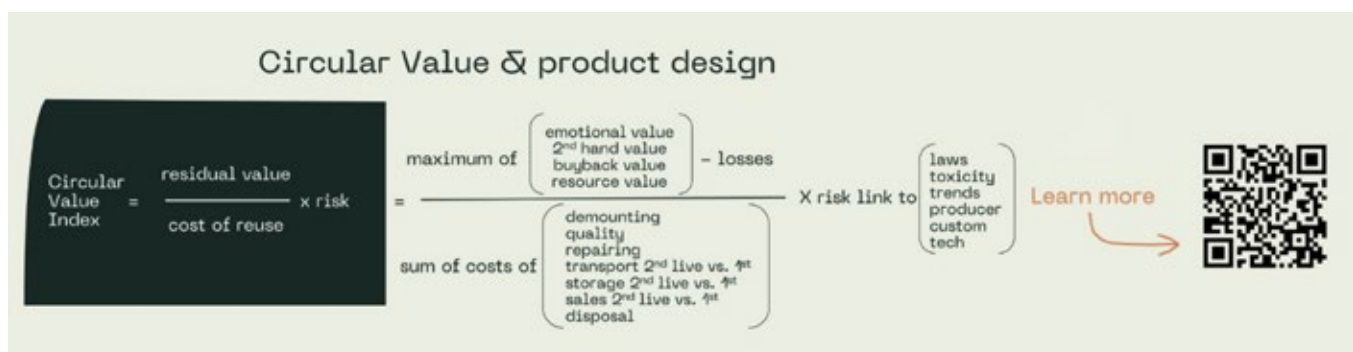 Circular Value & product design
Circular
Value
Index
=
residual value
cost of reuse
x risk
=
maximum of
emotional value
2nd hand value
buyback value
resource value
- losses
sum of costs of
demounting
quality
repairing
transport 2nd live vs. 1st
storage 2nd live vs. 1st
sales 2nd live vs. 1st
disposal
X risk link to
laws
toxicity
trends
producer
custom
tech
Learn more